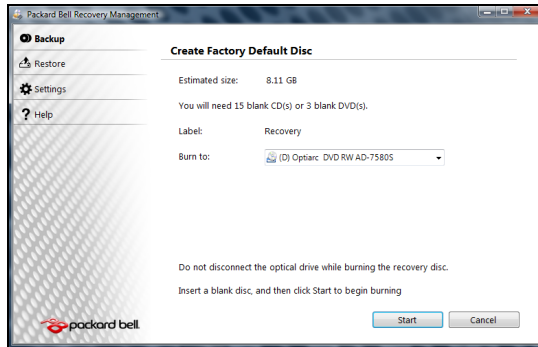 Packard Bell Recovery Management
Backup
Restore
Settings
Help
Create Factory Default Disc
Estimated size: 8.11 GB
You will need 15 blank CD(s) or 3 blank DVD(s).
Label: Recovery
Burn to: (D) Optiarc DVD RW AD-7580S
Do not disconnect the optical drive while burning the recovery disc.
Insert a blank disc, and then click Start to begin burning
packard bell.
Start Cancel